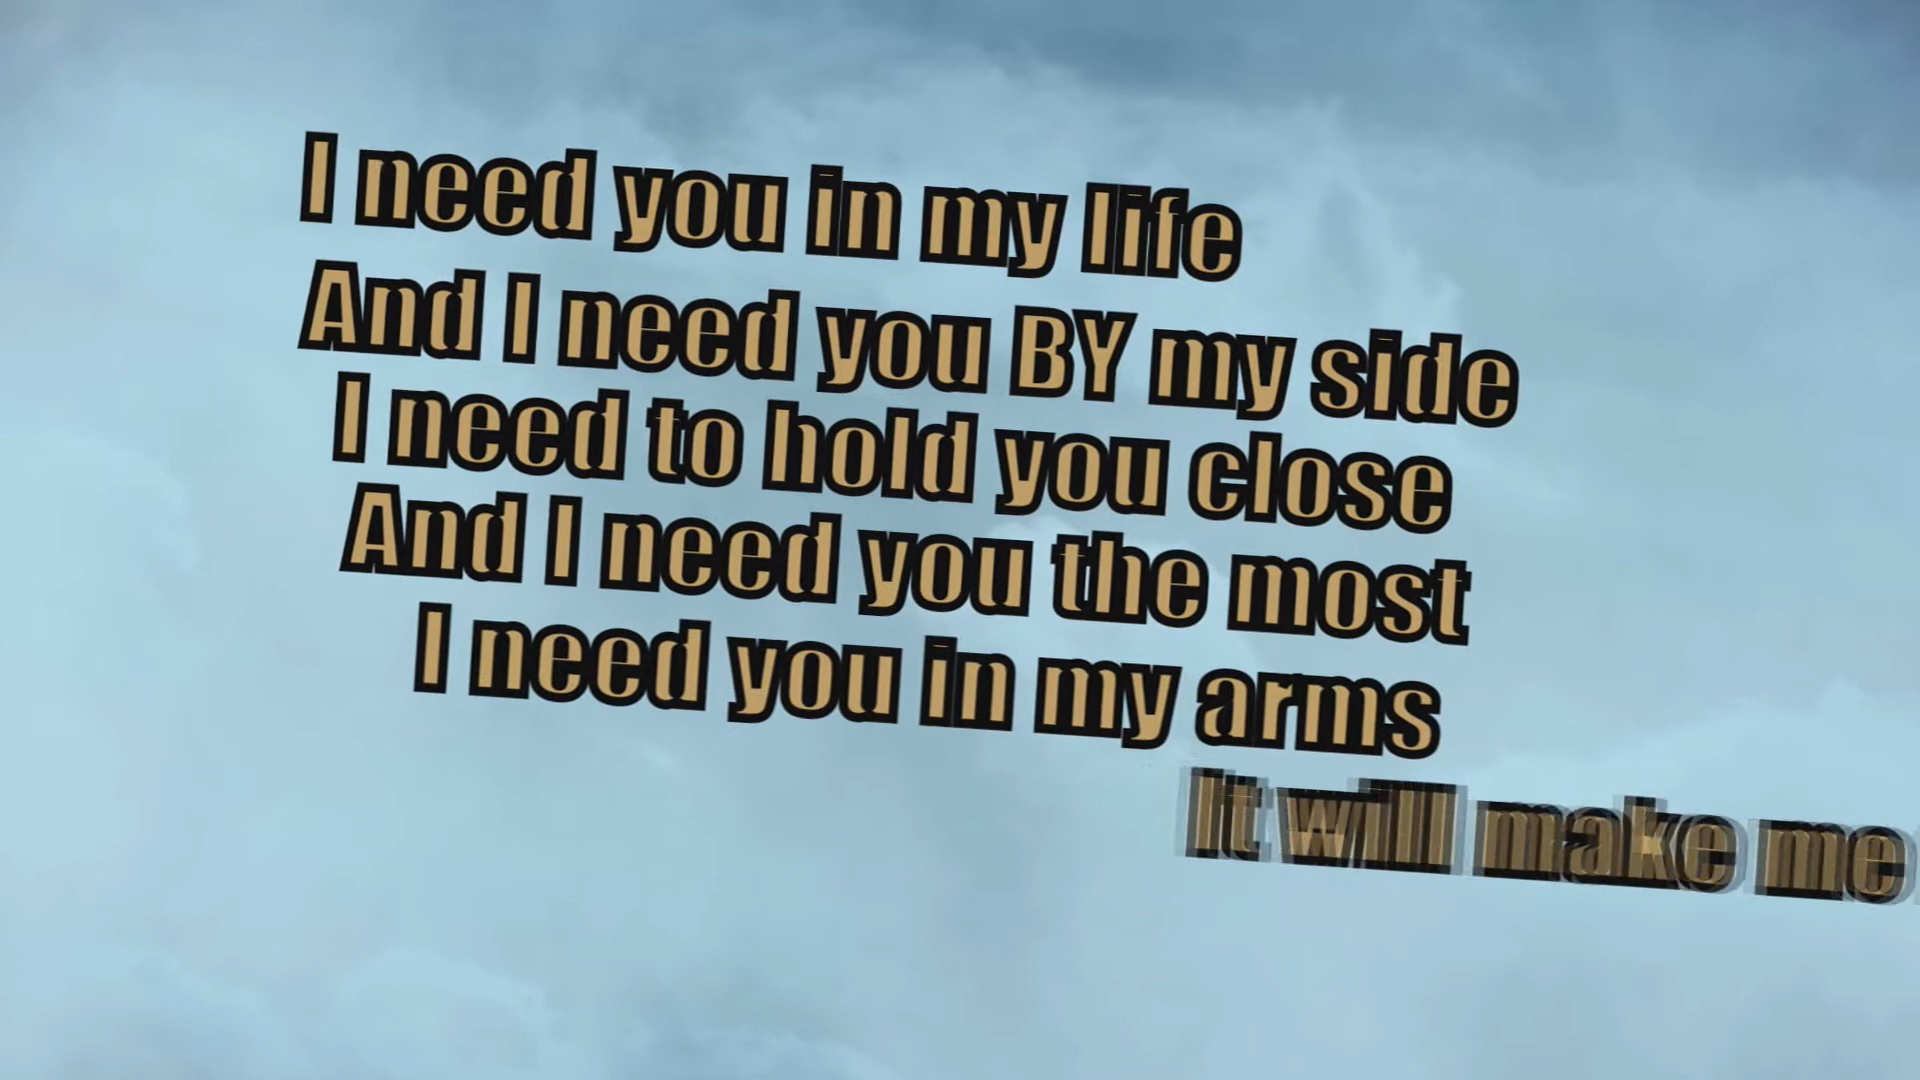 I need you in my life
And I need you BY my side
I need to hold you close
And I need you the most
I need you in my arms
It will make me